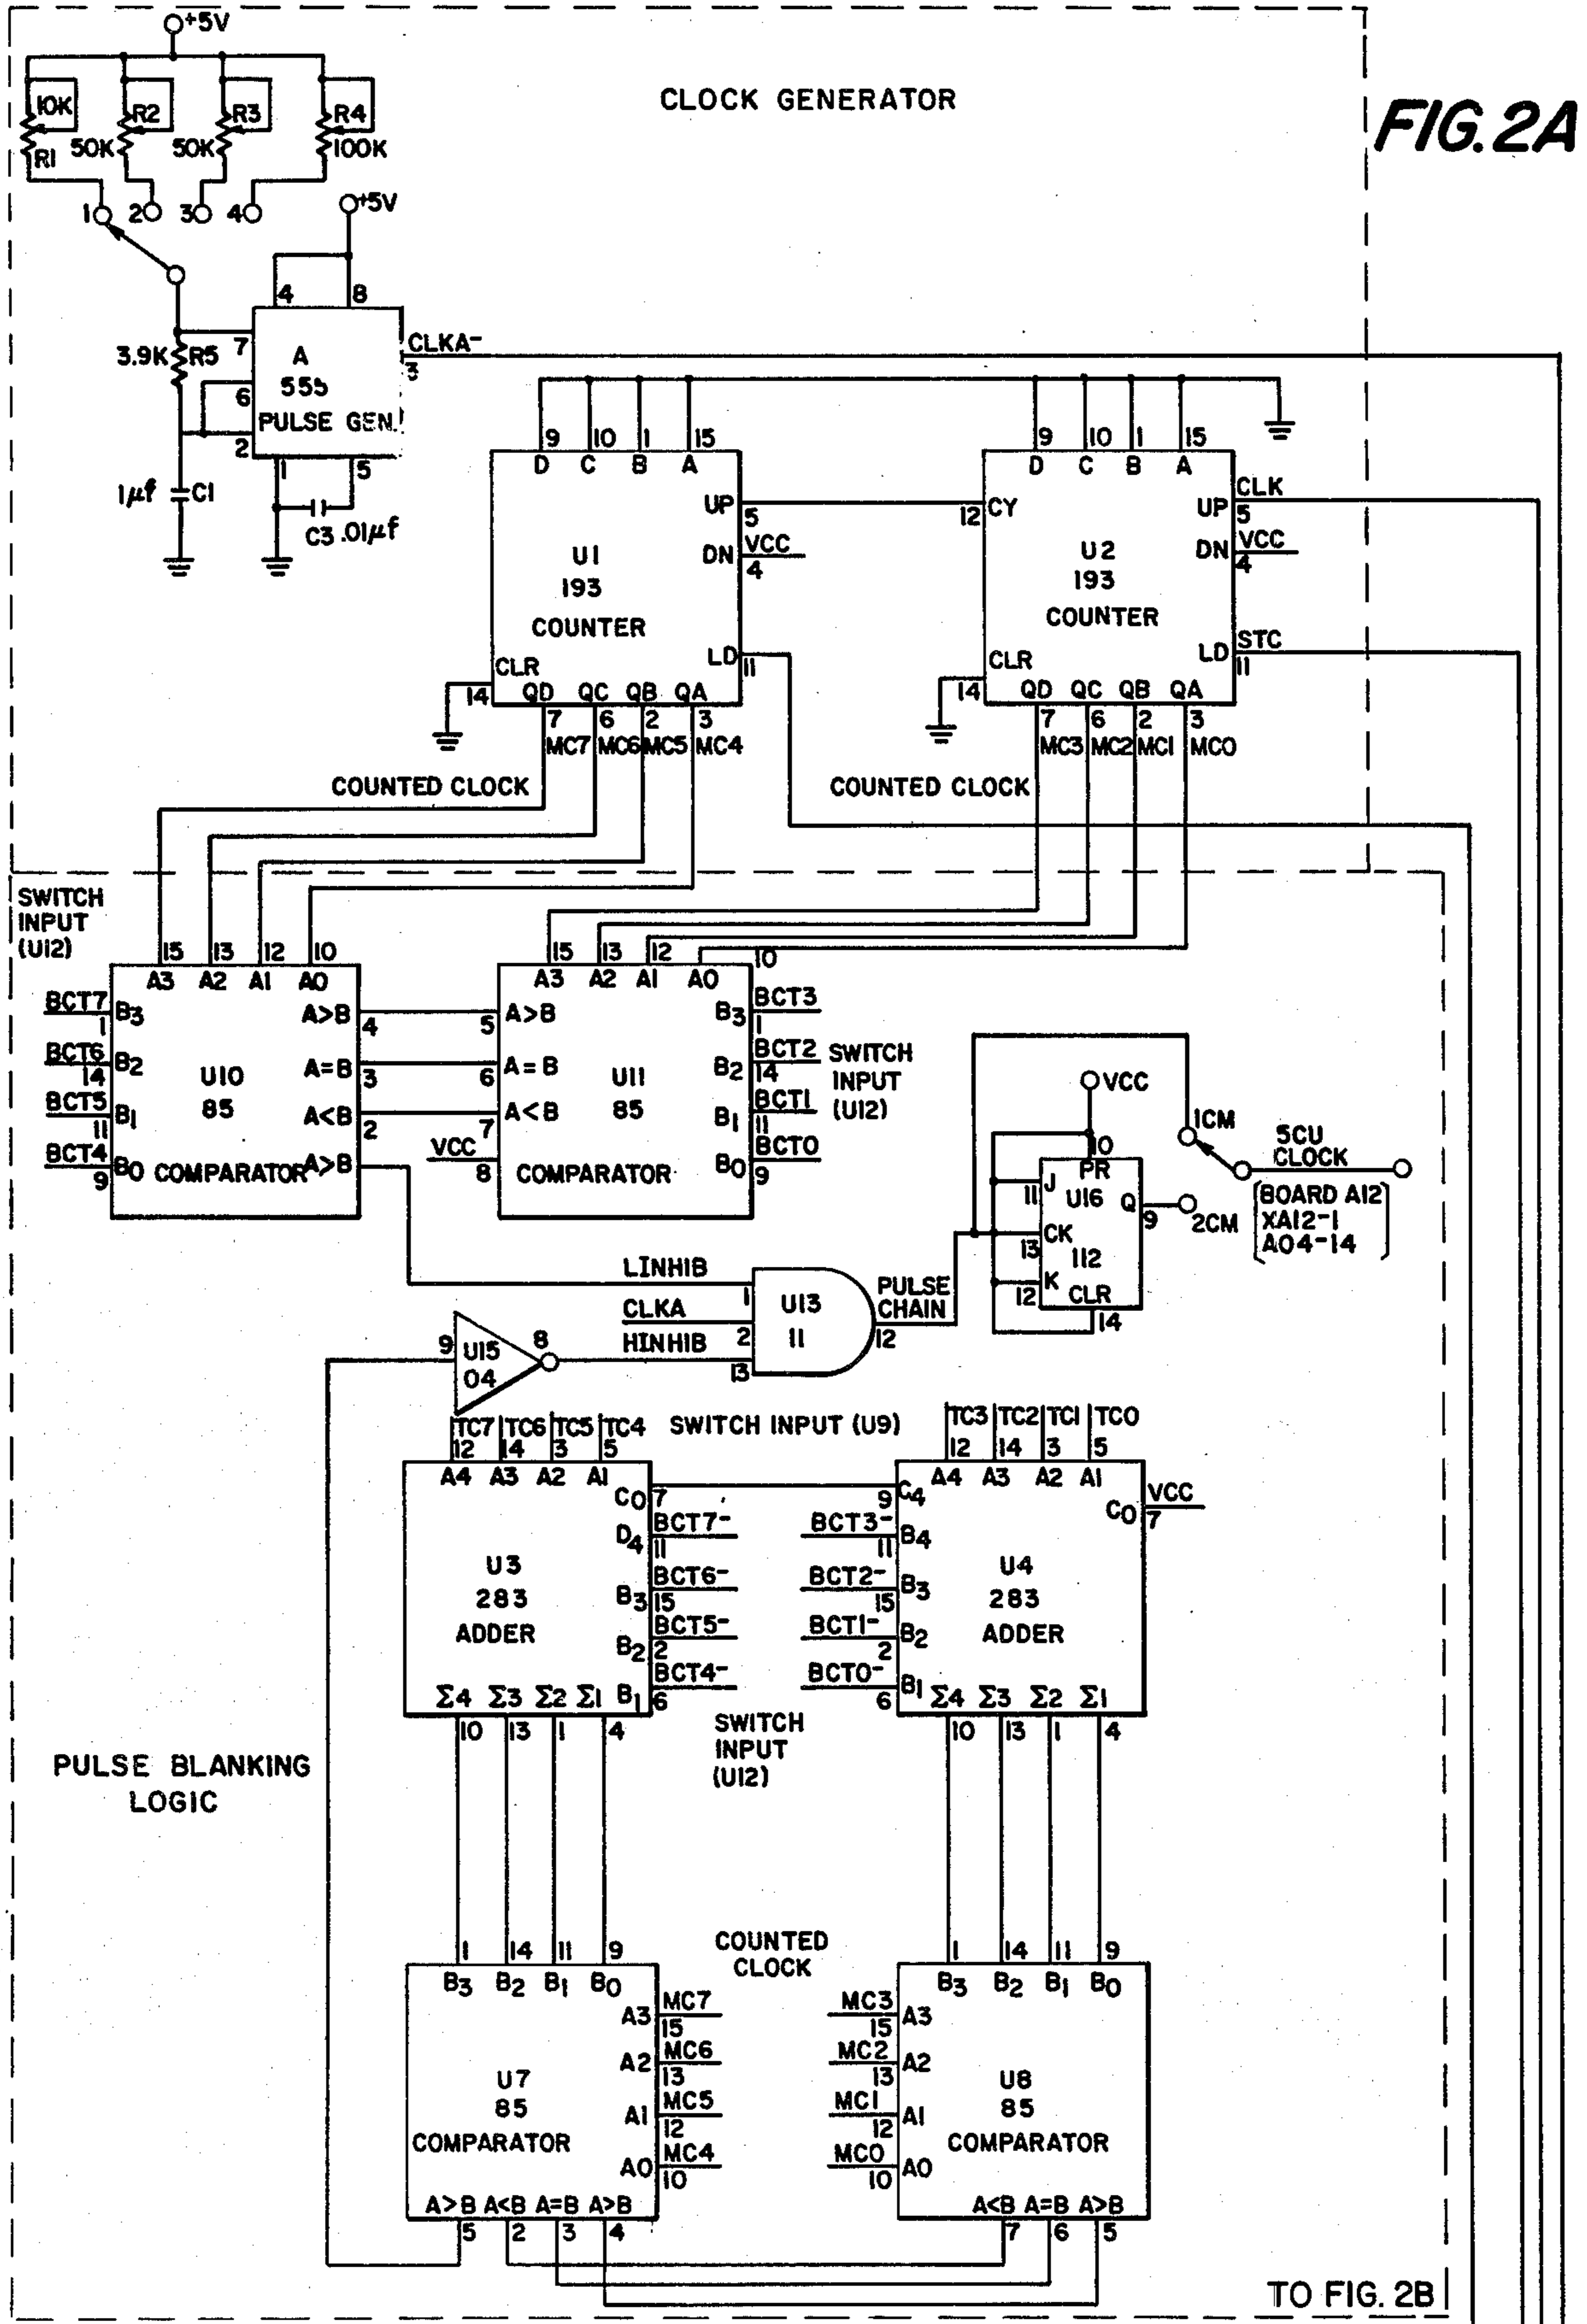 FIG.2A
CLOCK GENERATOR
+5V
10K
R1
R2
50K
R3
50K
R4
100K
1
2
3
4
+5V
4
8
3.9K
R5
7
A
555
PULSE GEN.
6
2
CLKA-
3
1
5
1µf
C1
C3 .01µf
9
10
1
15
D
C
B
A
UP
5
U1
193
COUNTER
DN
VCC
4
LD
11
CLR
14
QD
QC
QB
QA
7
6
2
3
MC7
MC6
MC5
MC4
COUNTED CLOCK
9
10
1
15
D
C
B
A
12
CY
UP
CLK
5
U2
193
COUNTER
DN
VCC
4
LD
STC
11
CLR
14
QD
QC
QB
QA
7
6
2
3
MC3
MC2
MC1
MC0
COUNTED CLOCK
SWITCH
INPUT
(U12)
15
13
12
10
A3
A2
A1
A0
BCT7
1
B3
BCT6
14
B2
BCT5
11
B1
BCT4
9
B0
U10
85
COMPARATOR
A>B
4
A=B
3
A<B
2
A>B
15
13
12
10
A3
A2
A1
A0
5
A>B
6
A=B
7
A<B
VCC
8
U11
85
COMPARATOR
B3
BCT3
1
B2
BCT2
14
B1
BCT1
11
B0
BCT0
9
SWITCH
INPUT
(U12)
VCC
10
PR
11
J
U16
Q
9
13
CK
112
12
K
CLR
14
1CM
2CM
5CU
CLOCK
[BOARD A12
XA12-1
A04-14]
LINHIB
1
CLKA
2
HINHIB
13
U13
11
PULSE
CHAIN
12
9
U15
04
8
SWITCH INPUT (U9)
TC7
TC6
TC5
TC4
12
14
3
5
A4
A3
A2
A1
C0
7
D4
BCT7-
11
B3
BCT6-
15
B2
BCT5-
2
B1
BCT4-
6
U3
283
ADDER
Σ4
Σ3
Σ2
Σ1
10
13
1
4
TC3
TC2
TC1
TC0
12
14
3
5
A4
A3
A2
A1
9
C4
C0
VCC
7
BCT3-
11
B4
BCT2-
15
B3
BCT1-
2
B2
BCT0-
6
B1
U4
283
ADDER
Σ4
Σ3
Σ2
Σ1
10
13
1
4
SWITCH
INPUT
(U12)
PULSE BLANKING
LOGIC
COUNTED
CLOCK
1
14
11
9
B3
B2
B1
B0
A3
MC7
15
A2
MC6
13
A1
MC5
12
A0
MC4
10
U7
85
COMPARATOR
A>B
A<B
A=B
A>B
5
2
3
4
1
14
11
9
B3
B2
B1
B0
MC3
15
A3
MC2
13
A2
MC1
12
A1
MC0
10
A0
U8
85
COMPARATOR
A<B
A=B
A>B
7
6
5
TO FIG. 2B